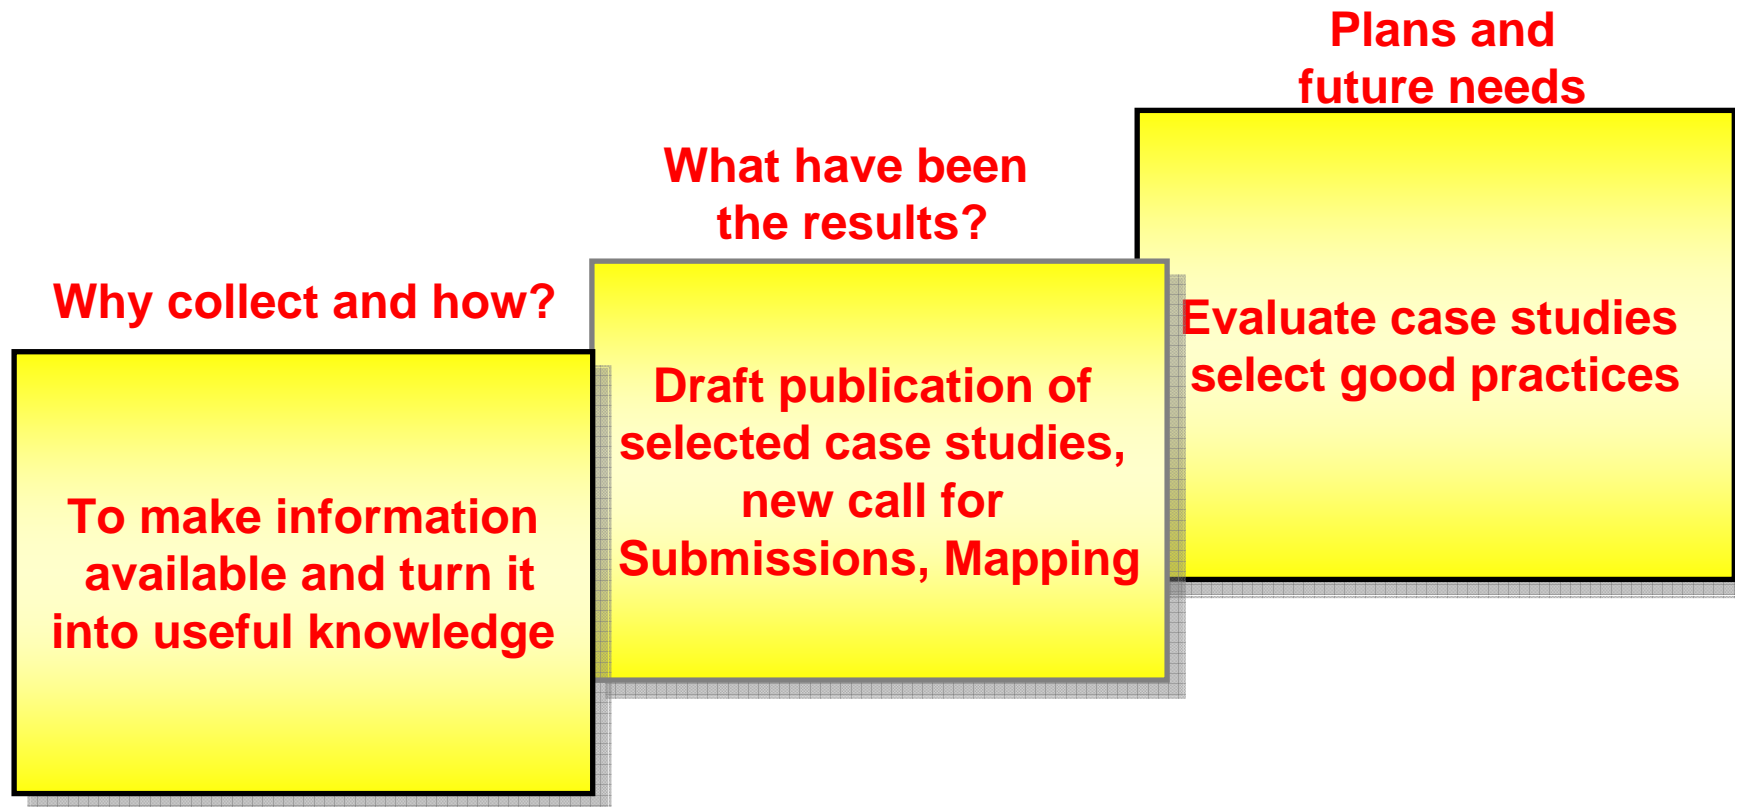 Why collect and how?
To make information
available and turn it
into useful knowledge
What have been
the results?
Draft publication of
selected case studies,
new call for
Submissions, Mapping
Plans and
future needs
Evaluate case studies
select good practices